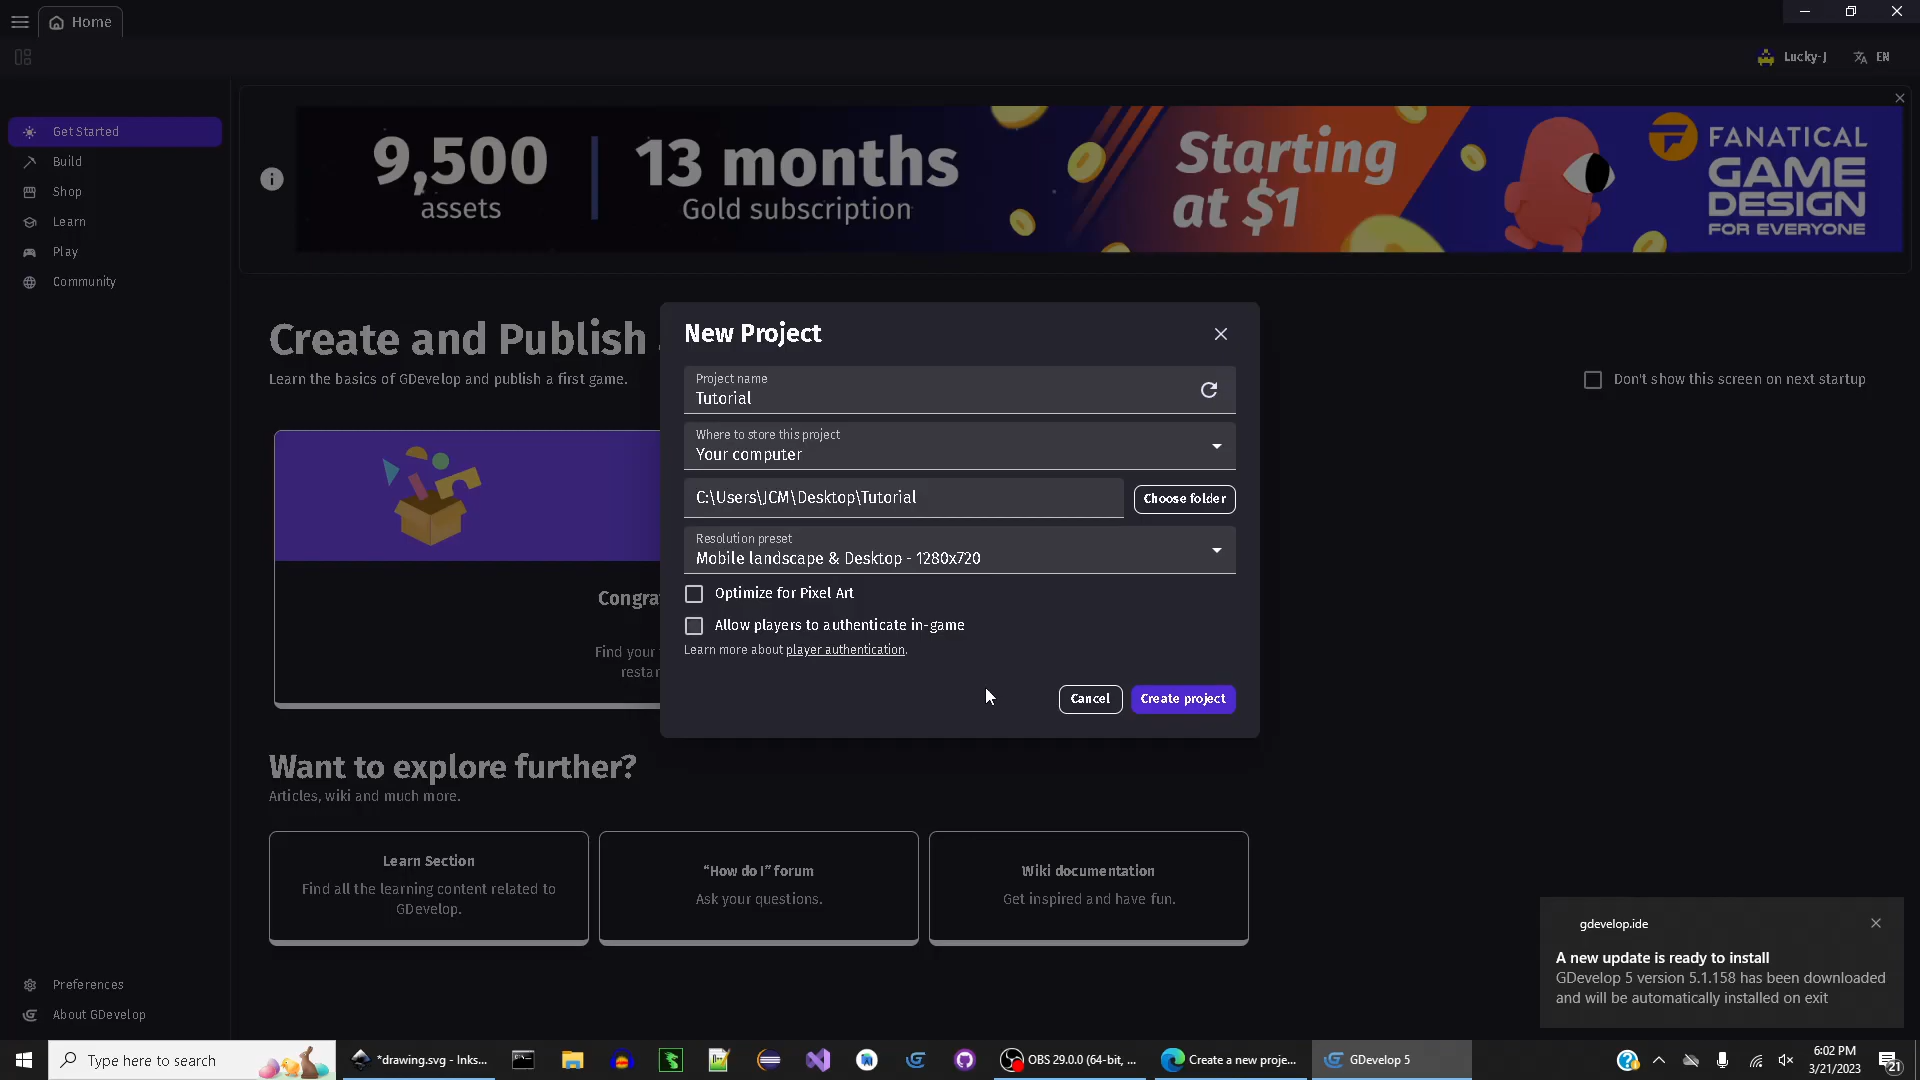 Home
Lucky-J
EN
Get Started
Build
Shop
Learn
Play
Community
9,500
assets
13 months
Gold subscription
Starting
at $1
FANATICAL
GAME
DESIGN
FOR EVERYONE
Create and Publish
Learn the basics of GDevelop and publish a first game.
Don't show this screen on next startup
New Project
Project name
Tutorial
Where to store this project
Your computer
C:\Users\JCM\Desktop\Tutorial
Choose folder
Resolution preset
Mobile landscape & Desktop - 1280x720
Optimize for Pixel Art
Allow players to authenticate in-game
Learn more about player authentication.
Cancel
Create project
Find your
Want to explore further?
Articles, wiki and much more.
Learn Section
Find all the learning content related to
GDevelop.
“How do I” forum
Ask your questions.
Wiki documentation
Get inspired and have fun.
Preferences
About GDevelop
gdevelop.ide
A new update is ready to install
GDevelop 5 version 5.1.158 has been downloaded
and will be automatically installed on exit
Type here to search
*drawing.svg - Inks...
OBS 29.0.0 (64-bit, ...
Create a new proje...
GDevelop 5
6:02 PM
3/21/2023
21